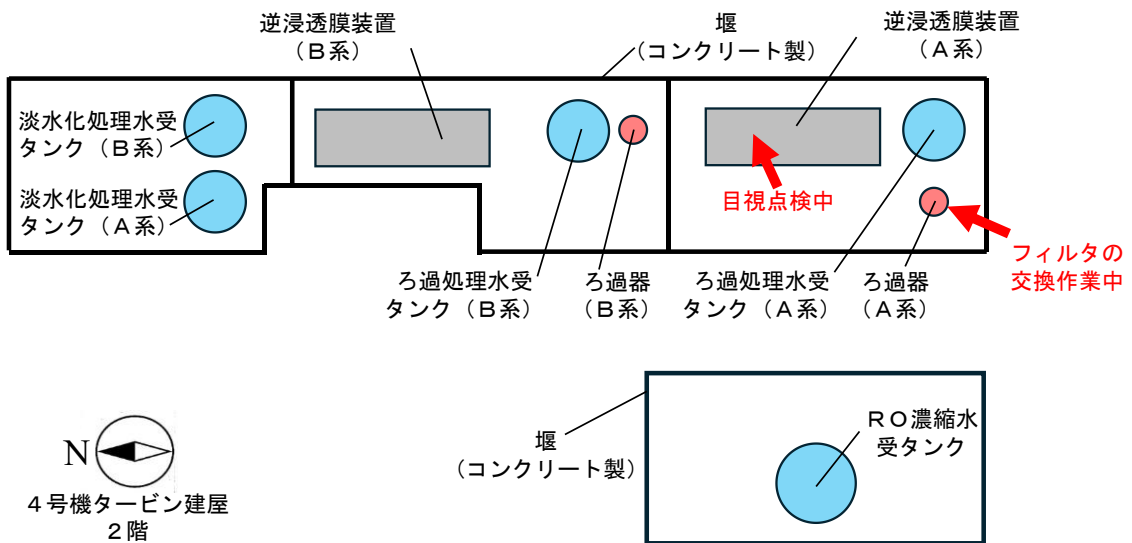 逆浸透膜装置
（B系）
堰
（コンクリート製）
逆浸透膜装置
（A系）
淡水化処理水受
タンク（B系）
淡水化処理水受
タンク（A系）
目視点検中
フィルタの
交換作業中
ろ過処理水受
タンク（B系）
ろ過器
（B系）
ろ過処理水受
タンク（A系）
ろ過器
（A系）
堰
（コンクリート製）
ＲＯ濃縮水
受タンク
N
４号機タービン建屋
２階